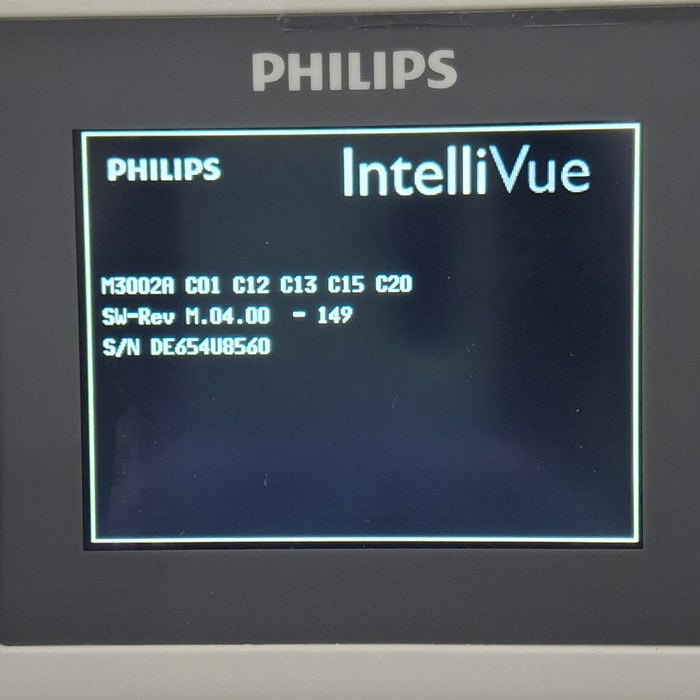 PHILIPS
PHILIPS IntelliVue
M3002A C01 C12 C13 C15 C20
SW-Rev M.04.00 - 149
S/N DE654U8560